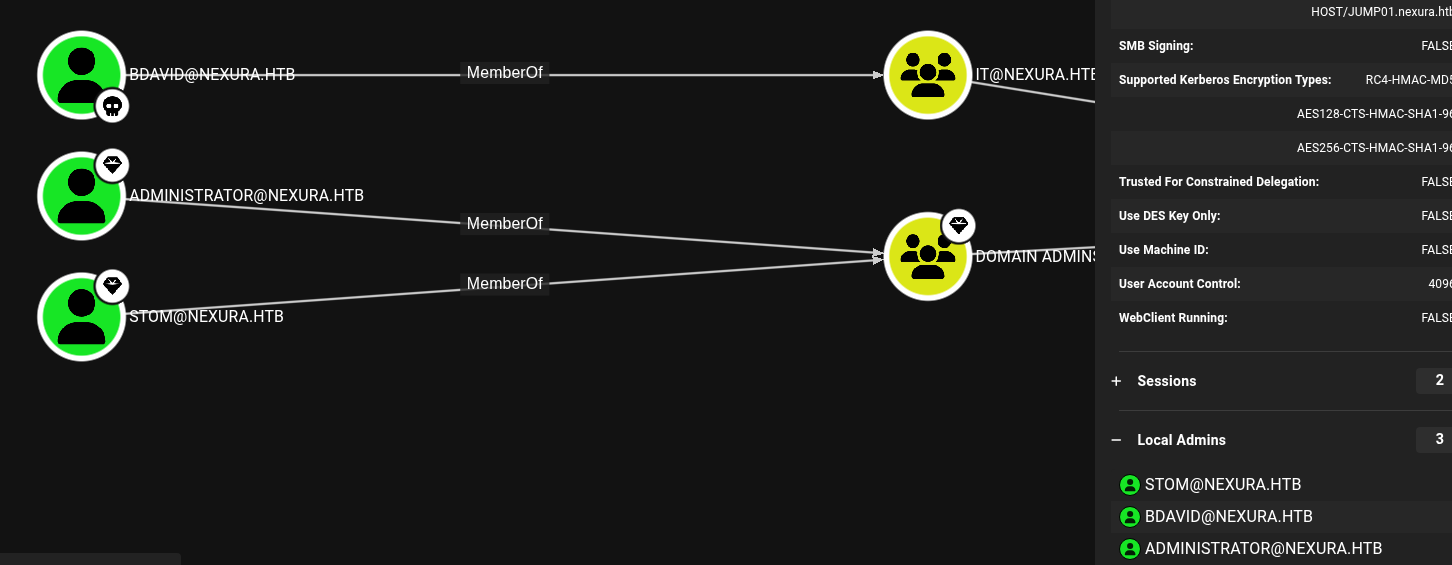 BDAVID@NEXURA.HTB
MemberOf
IT@NEXURA.HTB
ADMINISTRATOR@NEXURA.HTB
MemberOf
MemberOf
DOMAIN ADMINS
STOM@NEXURA.HTB
HOST/JUMP01.nexura.htb
SMB Signing: FALSE
Supported Kerberos Encryption Types: RC4-HMAC-MD5
AES128-CTS-HMAC-SHA1-96
AES256-CTS-HMAC-SHA1-96
Trusted For Constrained Delegation: FALSE
Use DES Key Only: FALSE
Use Machine ID: FALSE
User Account Control: 4096
WebClient Running: FALSE
+ Sessions 2
− Local Admins 3
STOM@NEXURA.HTB
BDAVID@NEXURA.HTB
ADMINISTRATOR@NEXURA.HTB